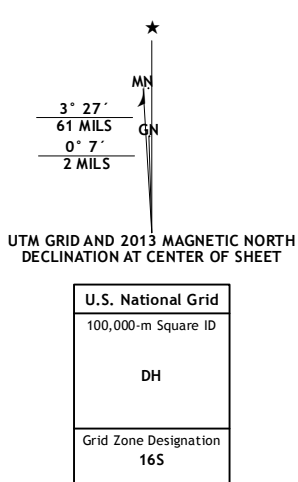 ★
MN
3° 27´
61 MILS
GN
0° 7´
2 MILS
UTM GRID AND 2013 MAGNETIC NORTH
DECLINATION AT CENTER OF SHEET
U.S. National Grid
100,000-m Square ID
DH
Grid Zone Designation
16S